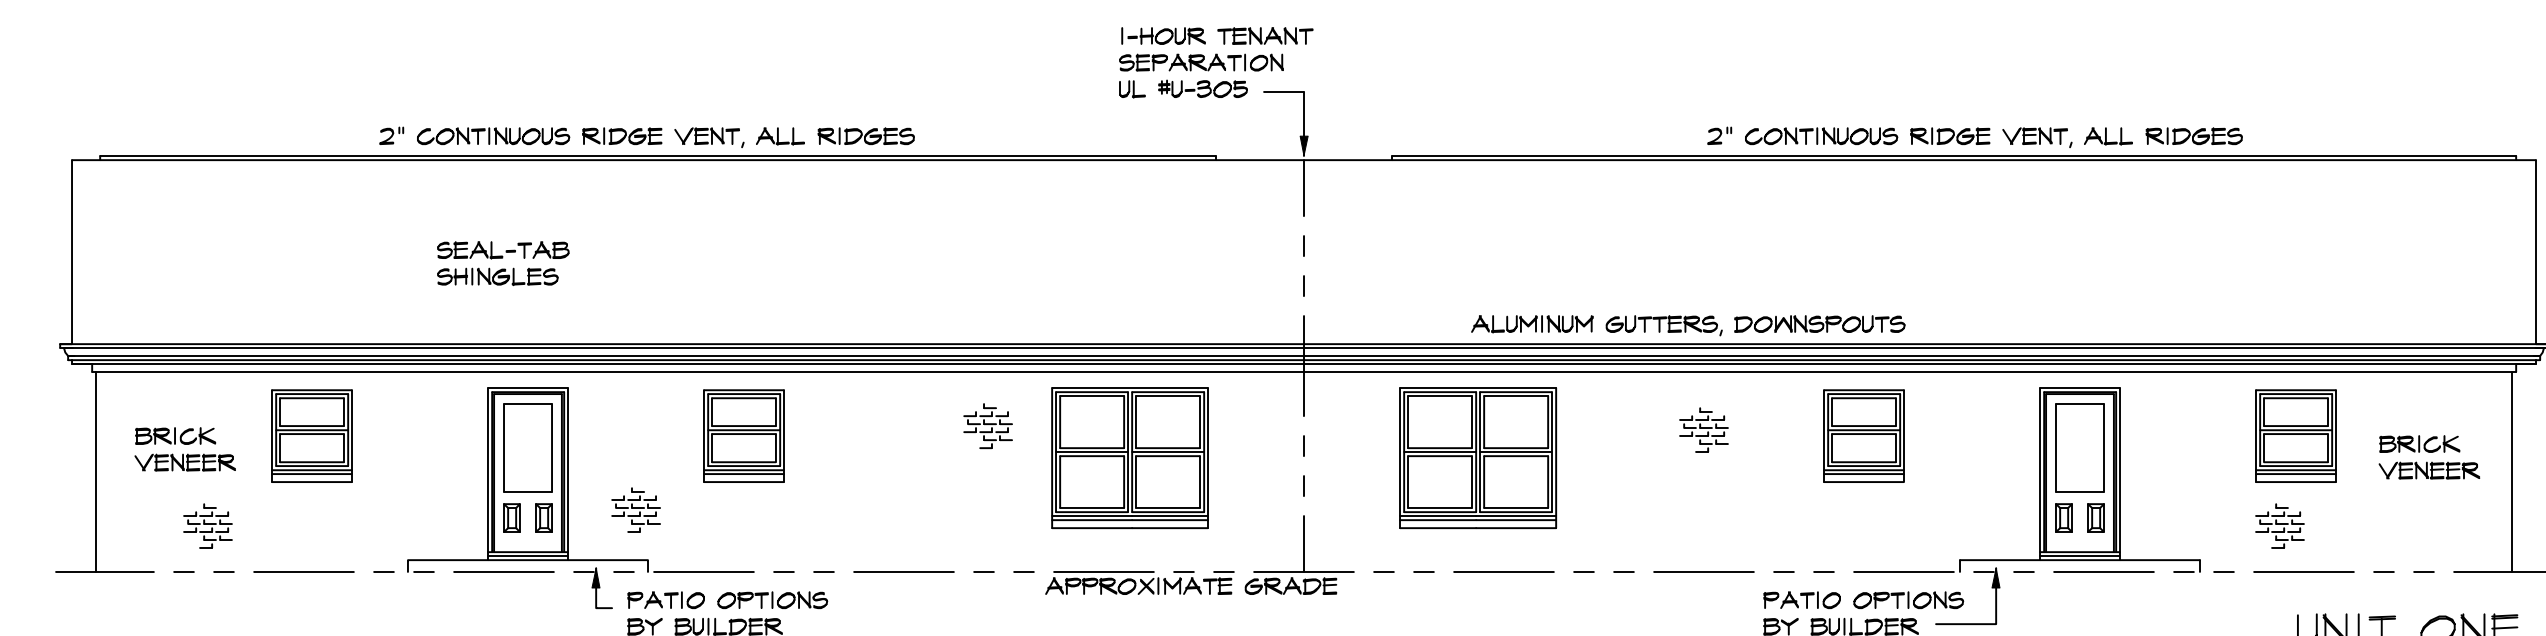 1-HOUR TENANT
SEPARATION
UL #U-305
2" CONTINUOUS RIDGE VENT, ALL RIDGES
2" CONTINUOUS RIDGE VENT, ALL RIDGES
SEAL-TAB
SHINGLES
ALUMINUM GUTTERS, DOWNSPOUTS
BRICK
VENEER
BRICK
VENEER
APPROXIMATE GRADE
PATIO OPTIONS
BY BUILDER
PATIO OPTIONS
BY BUILDER
UNIT ONE